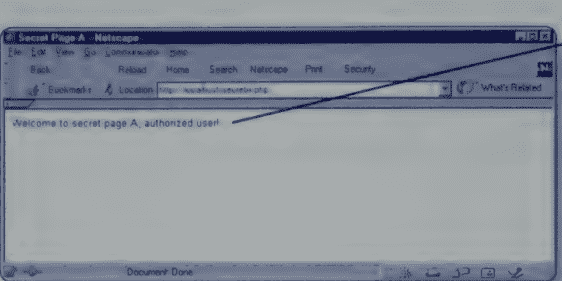 Secret Page A - Netscape
File Edit View Go Communicator Help
Back Reload Home Search Netscape Print Security
Bookmarks Location What's Related
Welcome to secret page A, authorized user!
Document Done